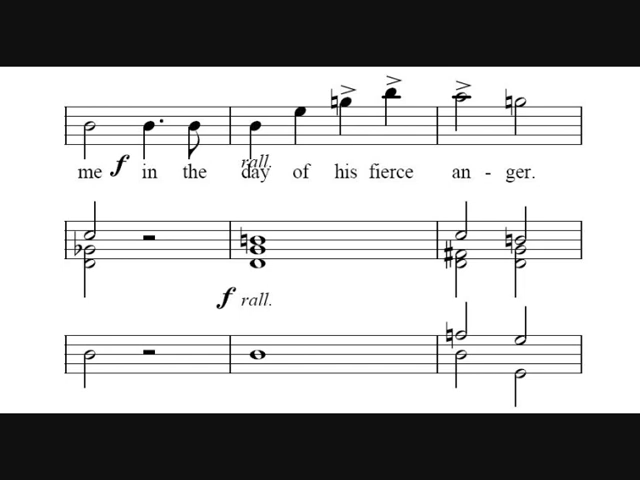 rall.
me f in the day of his fierce an - ger.
f rall.